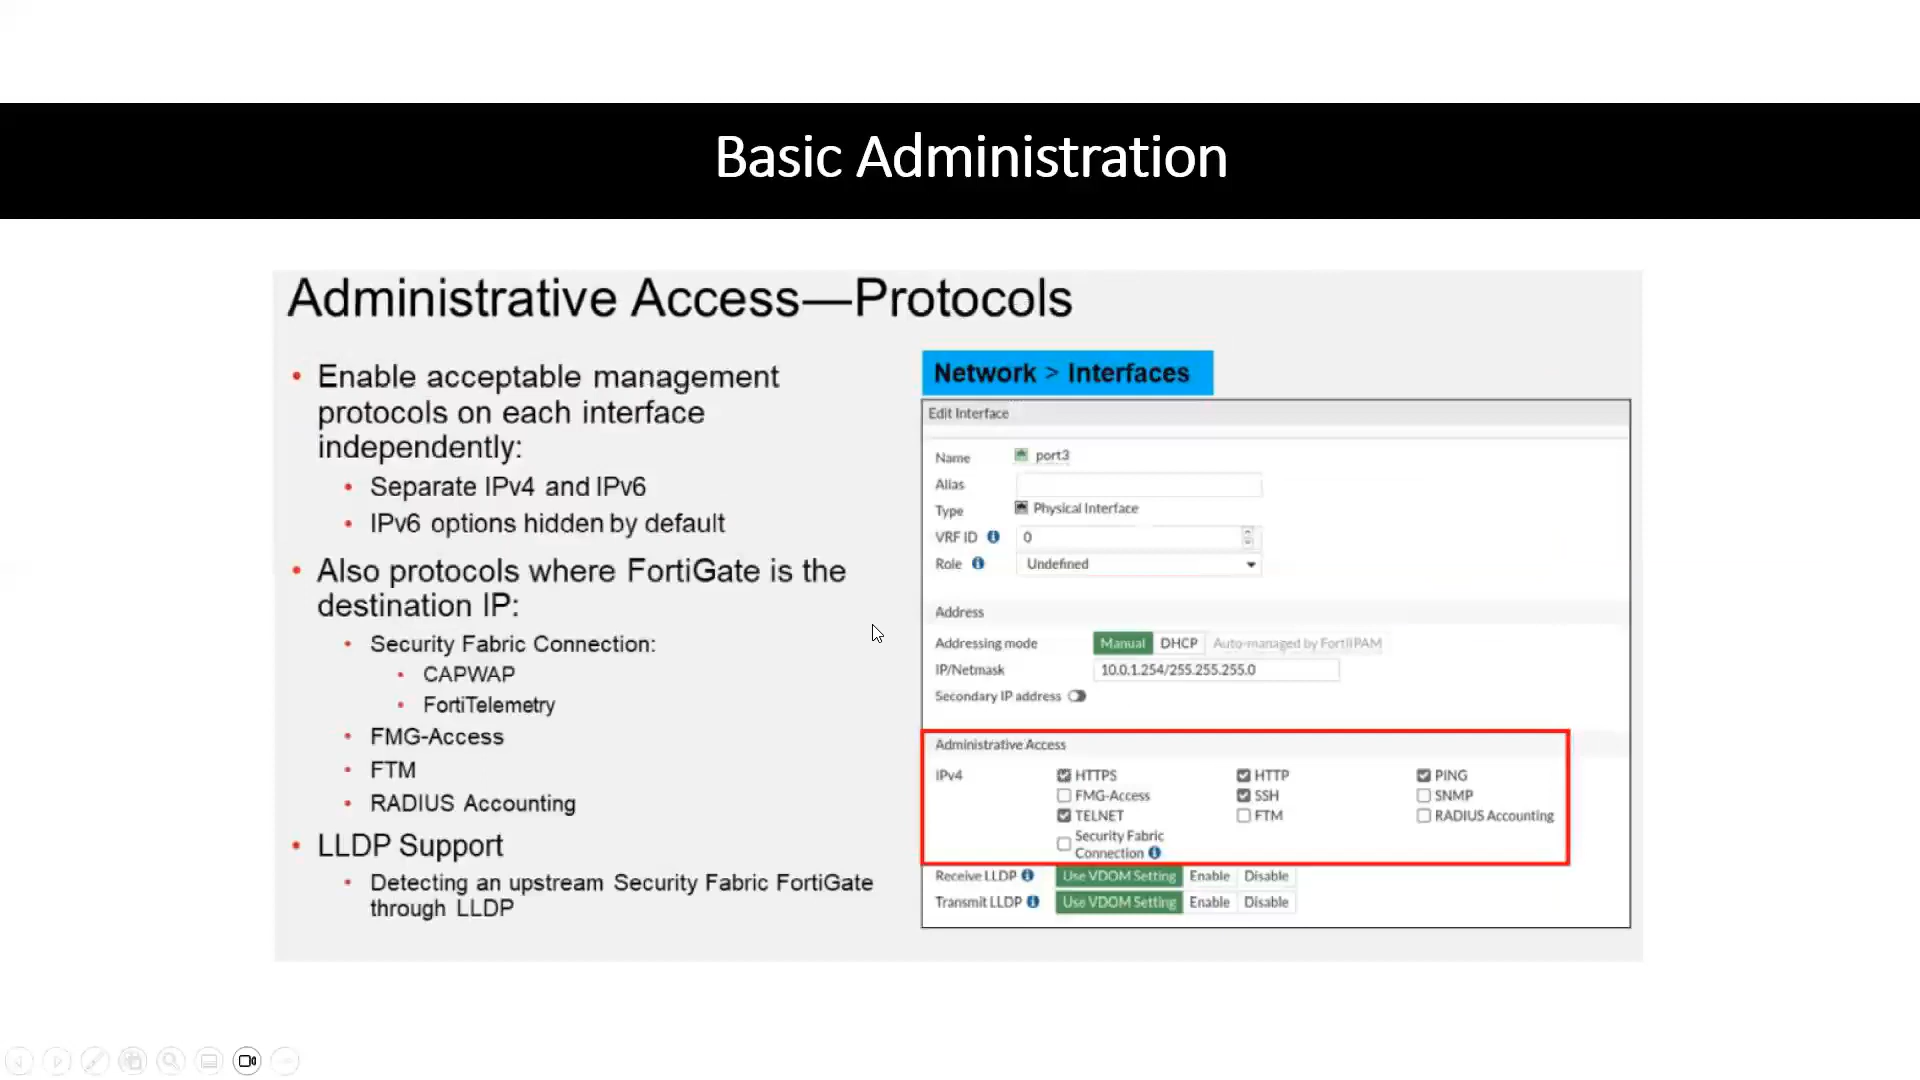 Basic Administration
Administrative Access—Protocols
• Enable acceptable management
protocols on each interface
independently:
• Separate IPv4 and IPv6
• IPv6 options hidden by default
• Also protocols where FortiGate is the
destination IP:
• Security Fabric Connection:
• CAPWAP
• FortiTelemetry
• FMG-Access
• FTM
• RADIUS Accounting
• LLDP Support
• Detecting an upstream Security Fabric FortiGate
through LLDP
Network > Interfaces
Edit Interface
Name port3
Alias
Type Physical Interface
VRF ID 0
Role Undefined
Address
Addressing mode Manual DHCP Auto-managed by FortiIPAM
IP/Netmask 10.0.1.254/255.255.255.0
Secondary IP address
Administrative Access
IPv4 HTTPS HTTP PING
FMG-Access SSH SNMP
TELNET FTM RADIUS Accounting
Security Fabric
Connection
Receive LLDP Use VDOM Setting Enable Disable
Transmit LLDP Use VDOM Setting Enable Disable